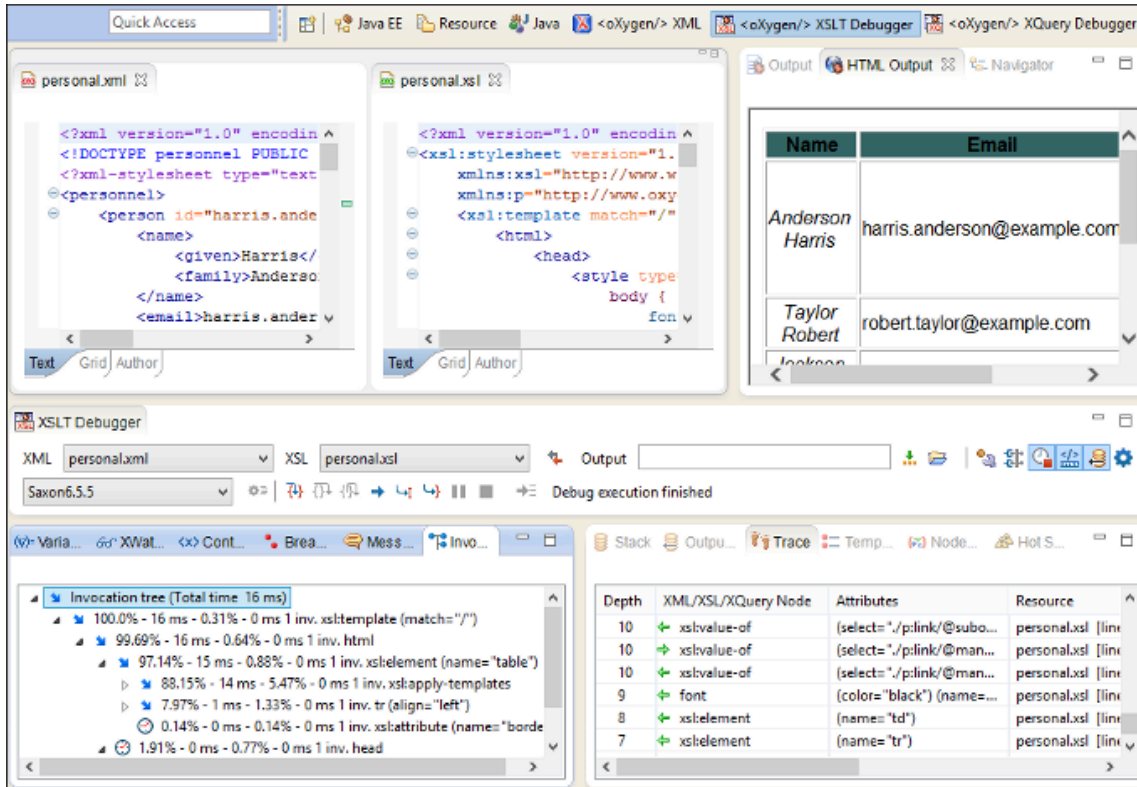 Quick Access
Java EE
Resource
Java
<oXygen/> XML
<oXygen/> XSLT Debugger
<oXygen/> XQuery Debugger
personal.xml
<?xml version="1.0" encodin
<!DOCTYPE personnel PUBLIC
<?xml-stylesheet type="text
<personnel>
<person id="harris.ande
<name>
<given>Harris</
<family>Anderso
</name>
<email>harris.ander
Text Grid Author
personal.xsl
<?xml version="1.0" encodin
<xsl:stylesheet version="1.
xmlns:xsl="http://www.w
xmlns:p="http://www.oxy
<xsl:template match="/"
<html>
<head>
<style type
body {
fon
Text Grid Author
Output HTML Output Navigator
Name Email
Anderson Harris harris.anderson@example.com
Taylor Robert robert.taylor@example.com
XSLT Debugger
XML personal.xml XSL personal.xsl Output
Saxon6.5.5 Debug execution finished
(v)= Varia... XWat... <x> Cont... Brea... Mess... Invo...
Invocation tree (Total time 16 ms)
100.0% - 16 ms - 0.31% - 0 ms 1 inv. xsl:template (match="/")
99.69% - 16 ms - 0.64% - 0 ms 1 inv. html
97.14% - 15 ms - 0.88% - 0 ms 1 inv. xsl:element (name="table")
88.15% - 14 ms - 5.47% - 0 ms 1 inv. xsl:apply-templates
7.97% - 1 ms - 1.33% - 0 ms 1 inv. tr (align="left")
0.14% - 0 ms - 0.14% - 0 ms 1 inv. xsl:attribute (name="borde
1.91% - 0 ms - 0.77% - 0 ms 1 inv. head
Stack Outpu... Trace Temp... Node... Hot S...
Depth XML/XSL/XQuery Node Attributes Resource
10 xsl:value-of (select="./p:link/@subo... personal.xsl [line
10 xsl:value-of (select="./p:link/@man... personal.xsl [line
10 xsl:value-of (select="./p:link/@man... personal.xsl [line
9 font (color="black") (name=... personal.xsl [line
8 xsl:element (name="td") personal.xsl [line
7 xsl:element (name="tr") personal.xsl [line